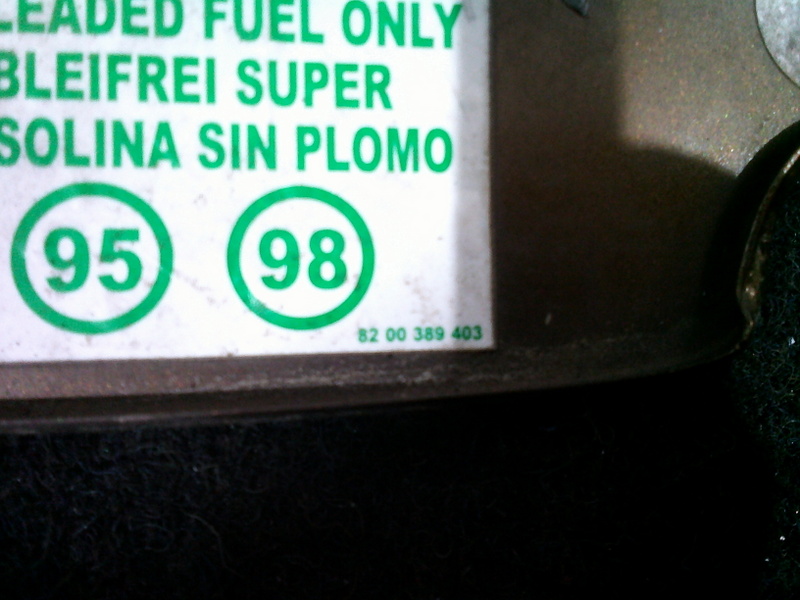 LEADED FUEL ONLY
BLEIFREI SUPER
SOLINA SIN PLOMO
95 98
82 00 389 403